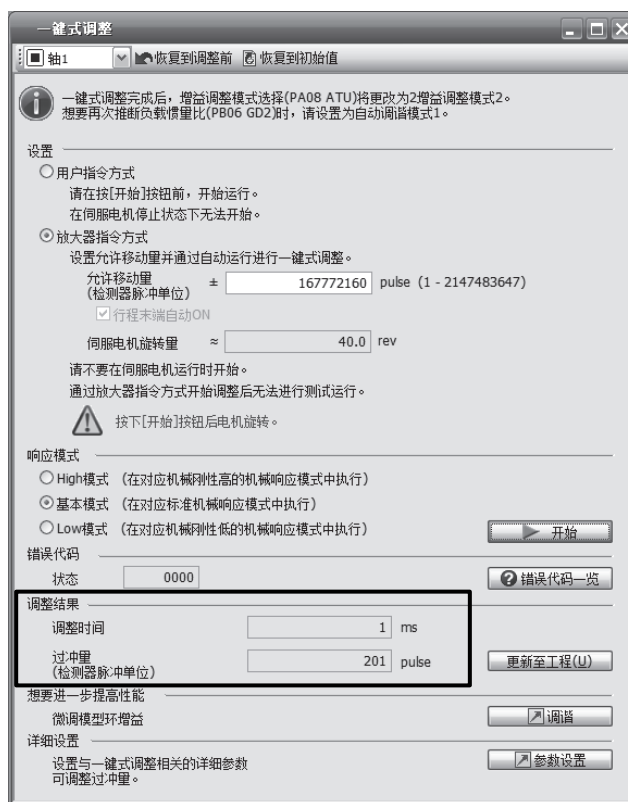 一键式调整
轴1 恢复到调整前 恢复到初始值
一键式调整完成后，增益调整模式选择(PA08 ATU)将更改为2增益调整模式2。
想要再次推断负载惯量比(PB06 GD2)时，请设置为自动调谐模式1。
设置
用户指令方式
请在按[开始]按钮前，开始运行。
在伺服电机停止状态下无法开始。
放大器指令方式
设置允许移动量并通过自动运行进行一键式调整。
允许移动量
(检测器脉冲单位) ± 167772160 pulse (1 - 2147483647)
行程末端自动ON
伺服电机旋转量 ≈ 40.0 rev
请不要在伺服电机运行时开始。
通过放大器指令方式开始调整后无法进行测试运行。
按下[开始]按钮后电机旋转。
响应模式
High模式 (在对应机械刚性高的机械响应模式中执行)
基本模式 (在对应标准机械响应模式中执行)
Low模式 (在对应机械刚性低的机械响应模式中执行) 开始
错误代码
状态 0000 错误代码一览
调整结果
调整时间 1 ms
过冲量
(检测器脉冲单位) 201 pulse 更新至工程(U)
想要进一步提高性能
微调模型环增益 调谐
详细设置
设置与一键式调整相关的详细参数 参数设置
可调整过冲量。